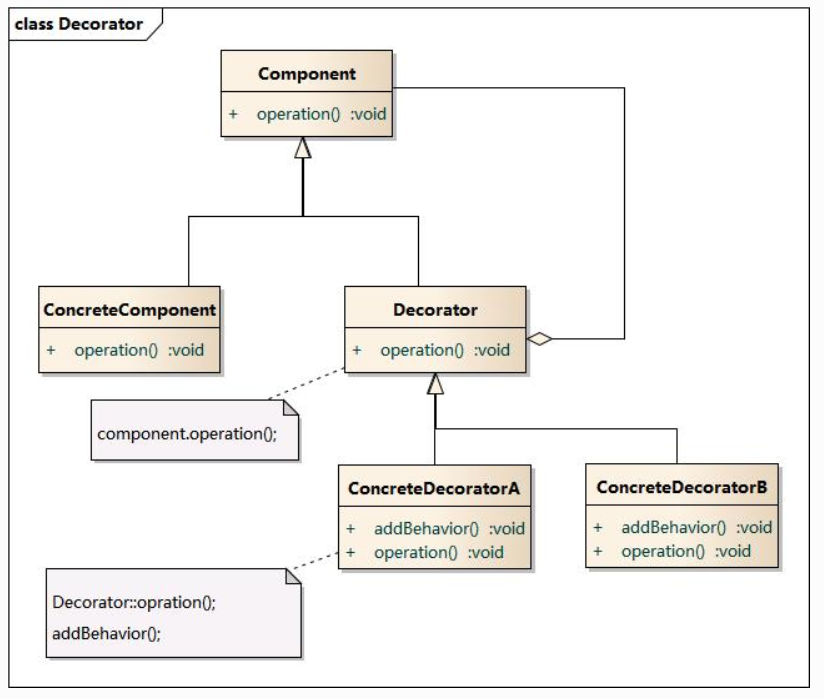 class Decorator
Component
+ operation() :void
ConcreteComponent
+ operation() :void
Decorator
+ operation() :void
component.operation();
ConcreteDecoratorA
+ addBehavior() :void
+ operation() :void
ConcreteDecoratorB
+ addBehavior() :void
+ operation() :void
Decorator::opration();
addBehavior();